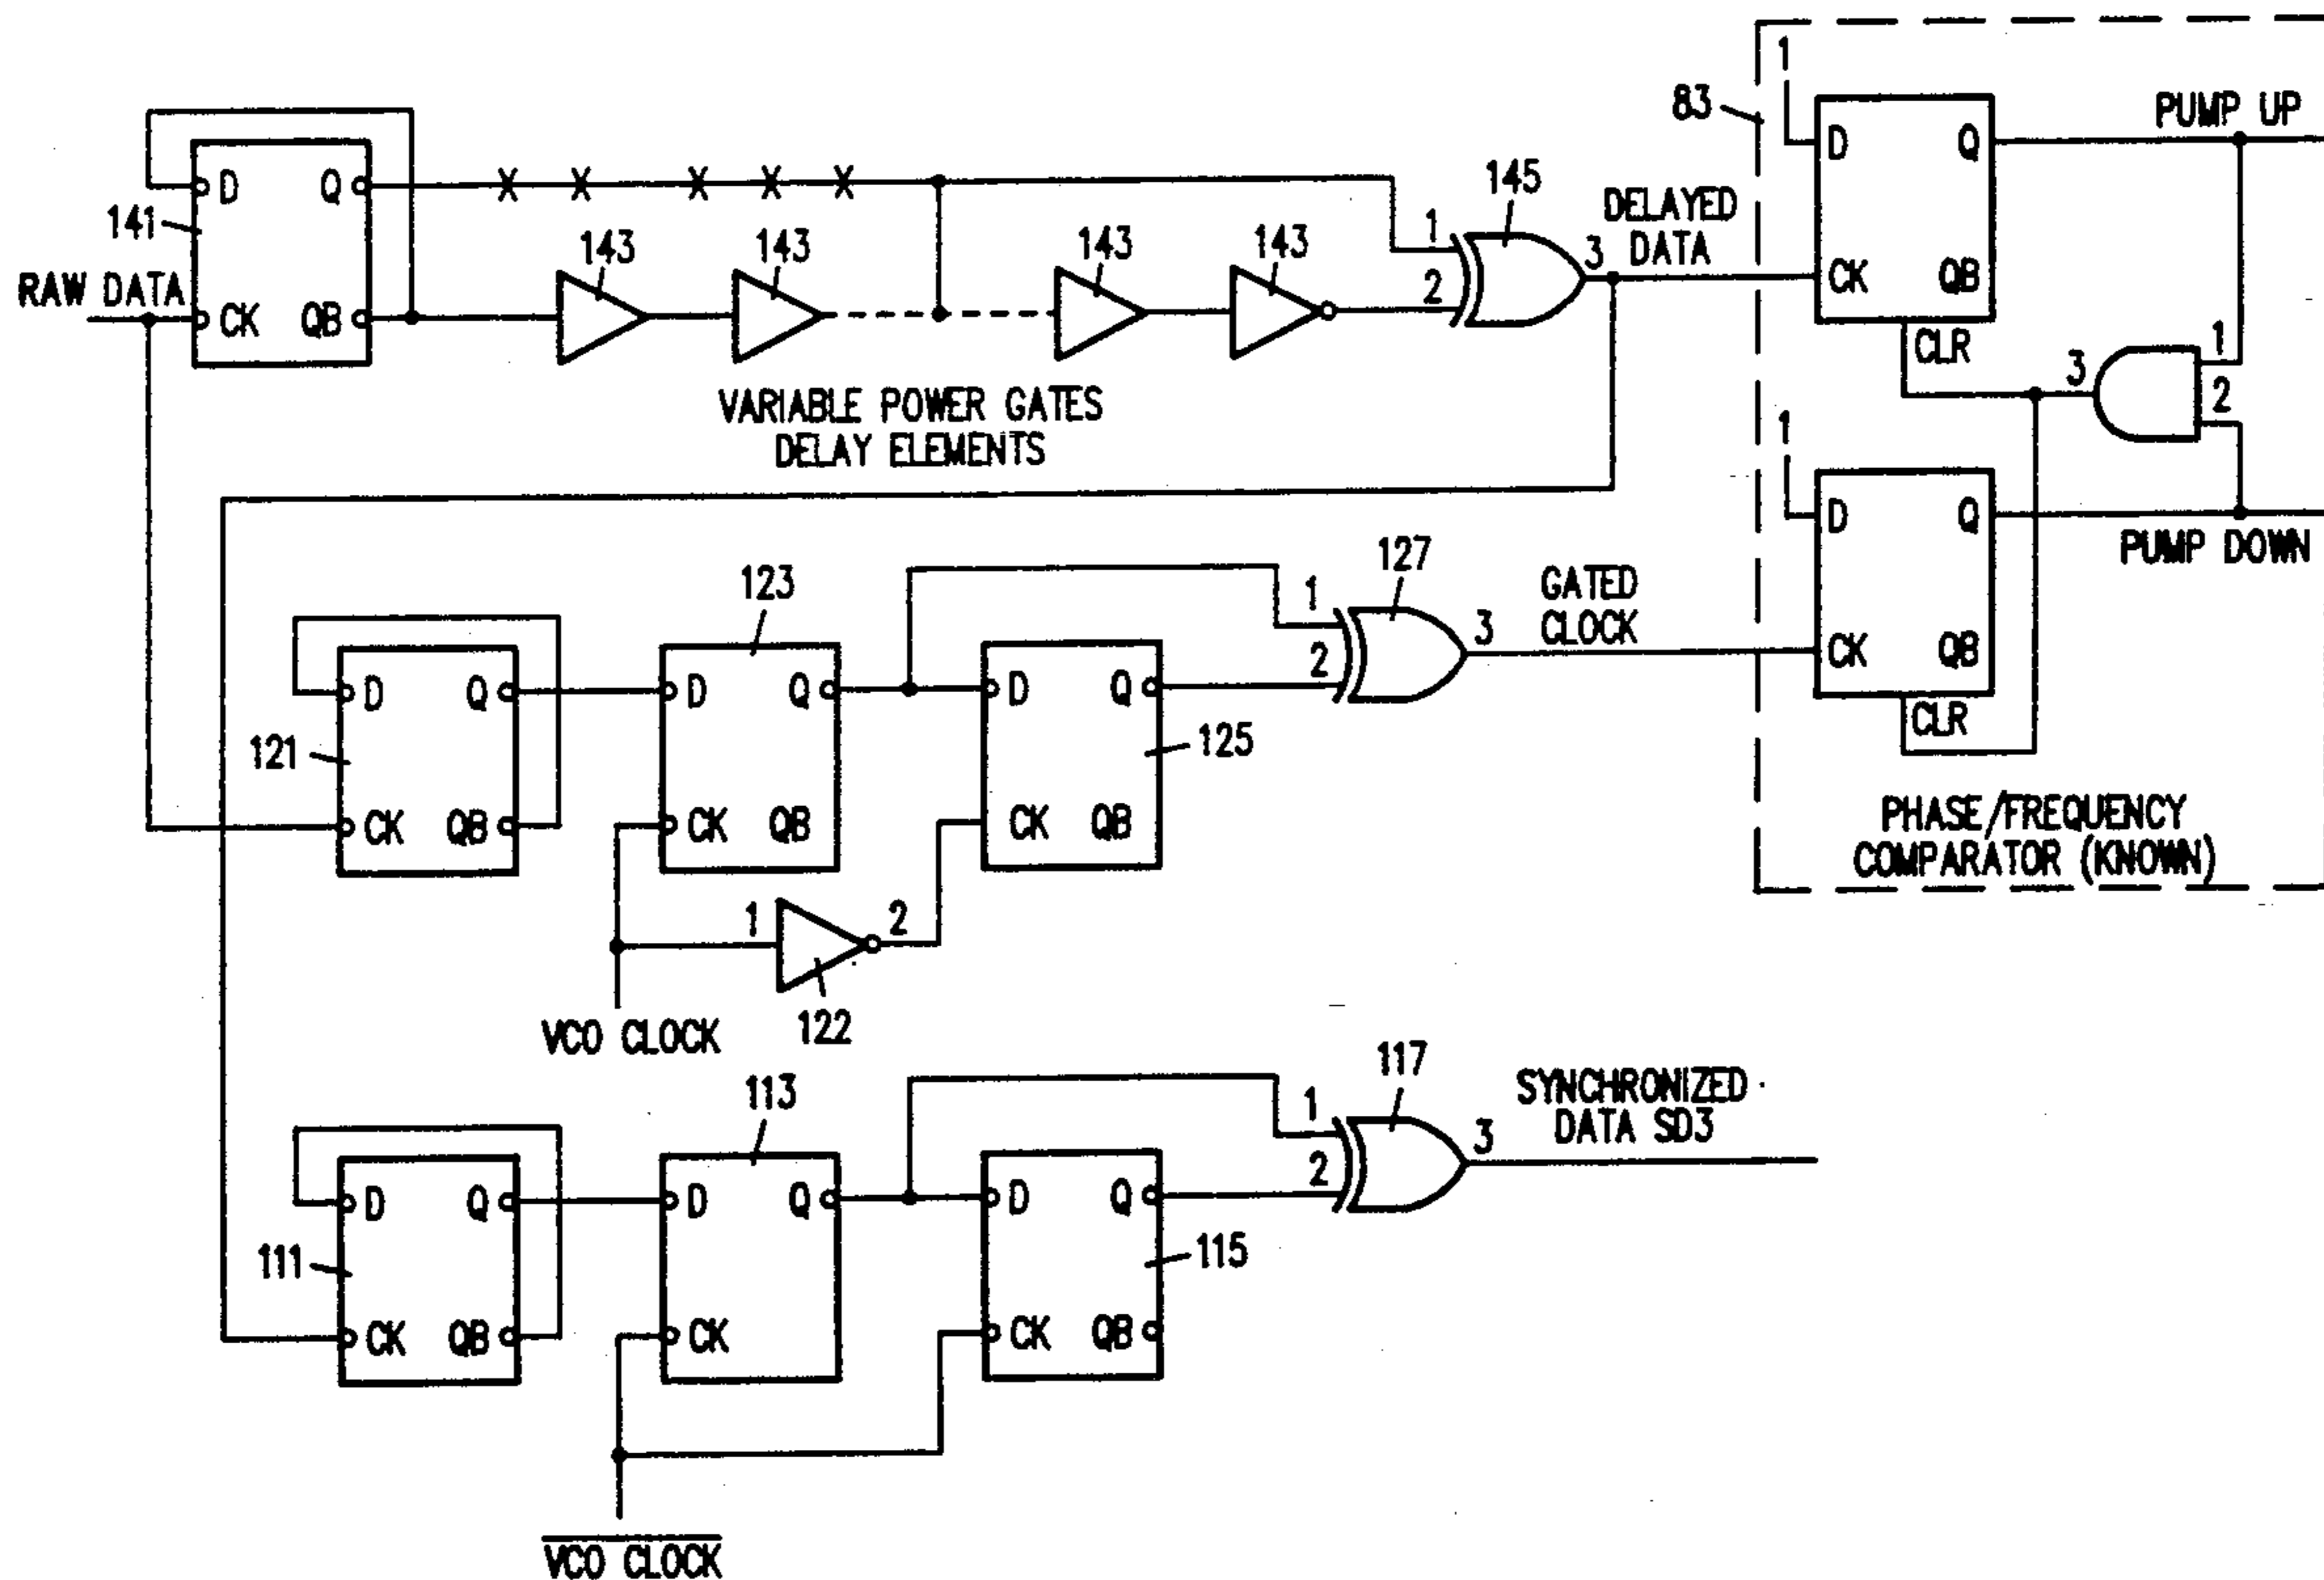 83
1
D
Q
PUMP UP
CK
QB
CLR
1
2
3
1
D
Q
PUMP DOWN
CK
QB
CLR
PHASE/FREQUENCY
COMPARATOR (KNOWN)
D
Q
141
RAW DATA
CK
QB
143
143
143
143
VARIABLE POWER GATES
DELAY ELEMENTS
X X X X X
145
1
2
3
DELAYED
DATA
121
D
Q
CK
QB
123
D
Q
CK
QB
D
Q
125
CK
QB
127
1
2
3
GATED
CLOCK
1
2
122
VCO CLOCK
111
D
Q
CK
QB
113
D
Q
CK
D
Q
115
CK
QB
117
1
2
3
SYNCHRONIZED
DATA SD3
VCO CLOCK